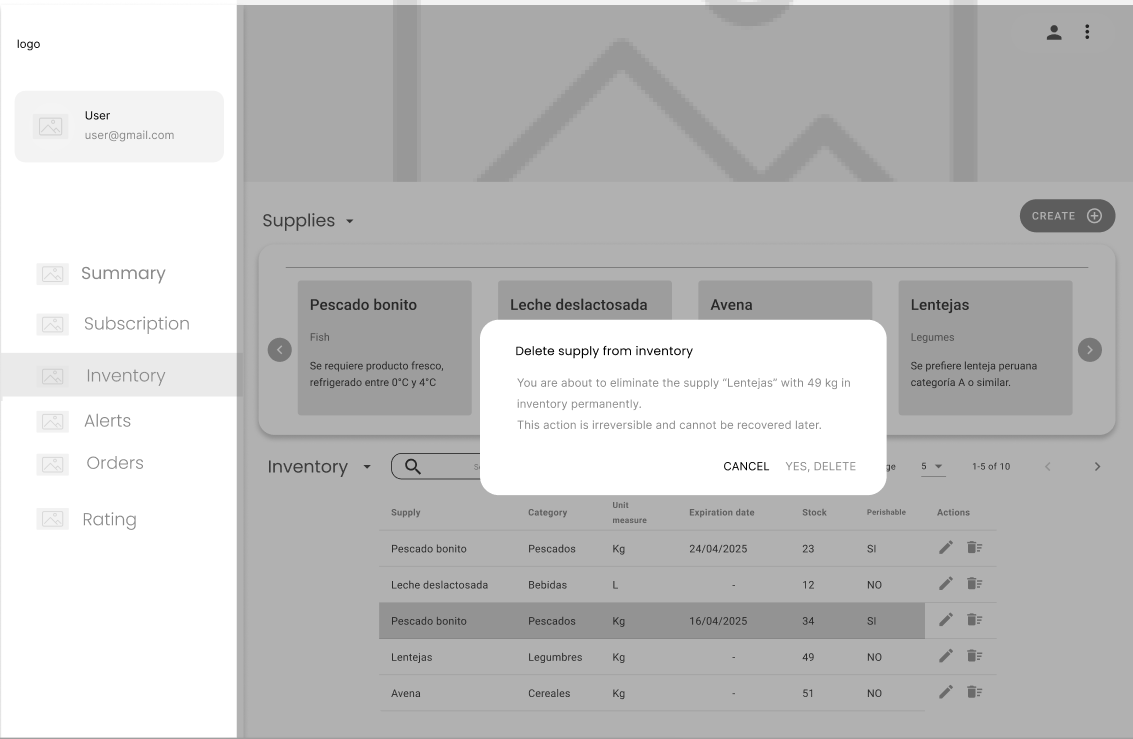 logo
User
user@gmail.com
Summary
Subscription
Inventory
Alerts
Orders
Rating
Supplies
CREATE
Pescado bonito
Fish
Se requiere producto fresco,
refrigerado entre 0°C y 4°C
Leche deslactosada
Avena
Lentejas
Legumes
Se prefiere lenteja peruana
categoría A o similar.
Delete supply from inventory
You are about to eliminate the supply “Lentejas” with 49 kg in
inventory permanently.
This action is irreversible and cannot be recovered later.
CANCEL YES, DELETE
Inventory
5 1-5 of 10
Supply Category Unit measure Expiration date Stock Perishable Actions
Pescado bonito Pescados Kg 24/04/2025 23 SI
Leche deslactosada Bebidas L - 12 NO
Pescado bonito Pescados Kg 16/04/2025 34 SI
Lentejas Legumbres Kg - 49 NO
Avena Cereales Kg - 51 NO